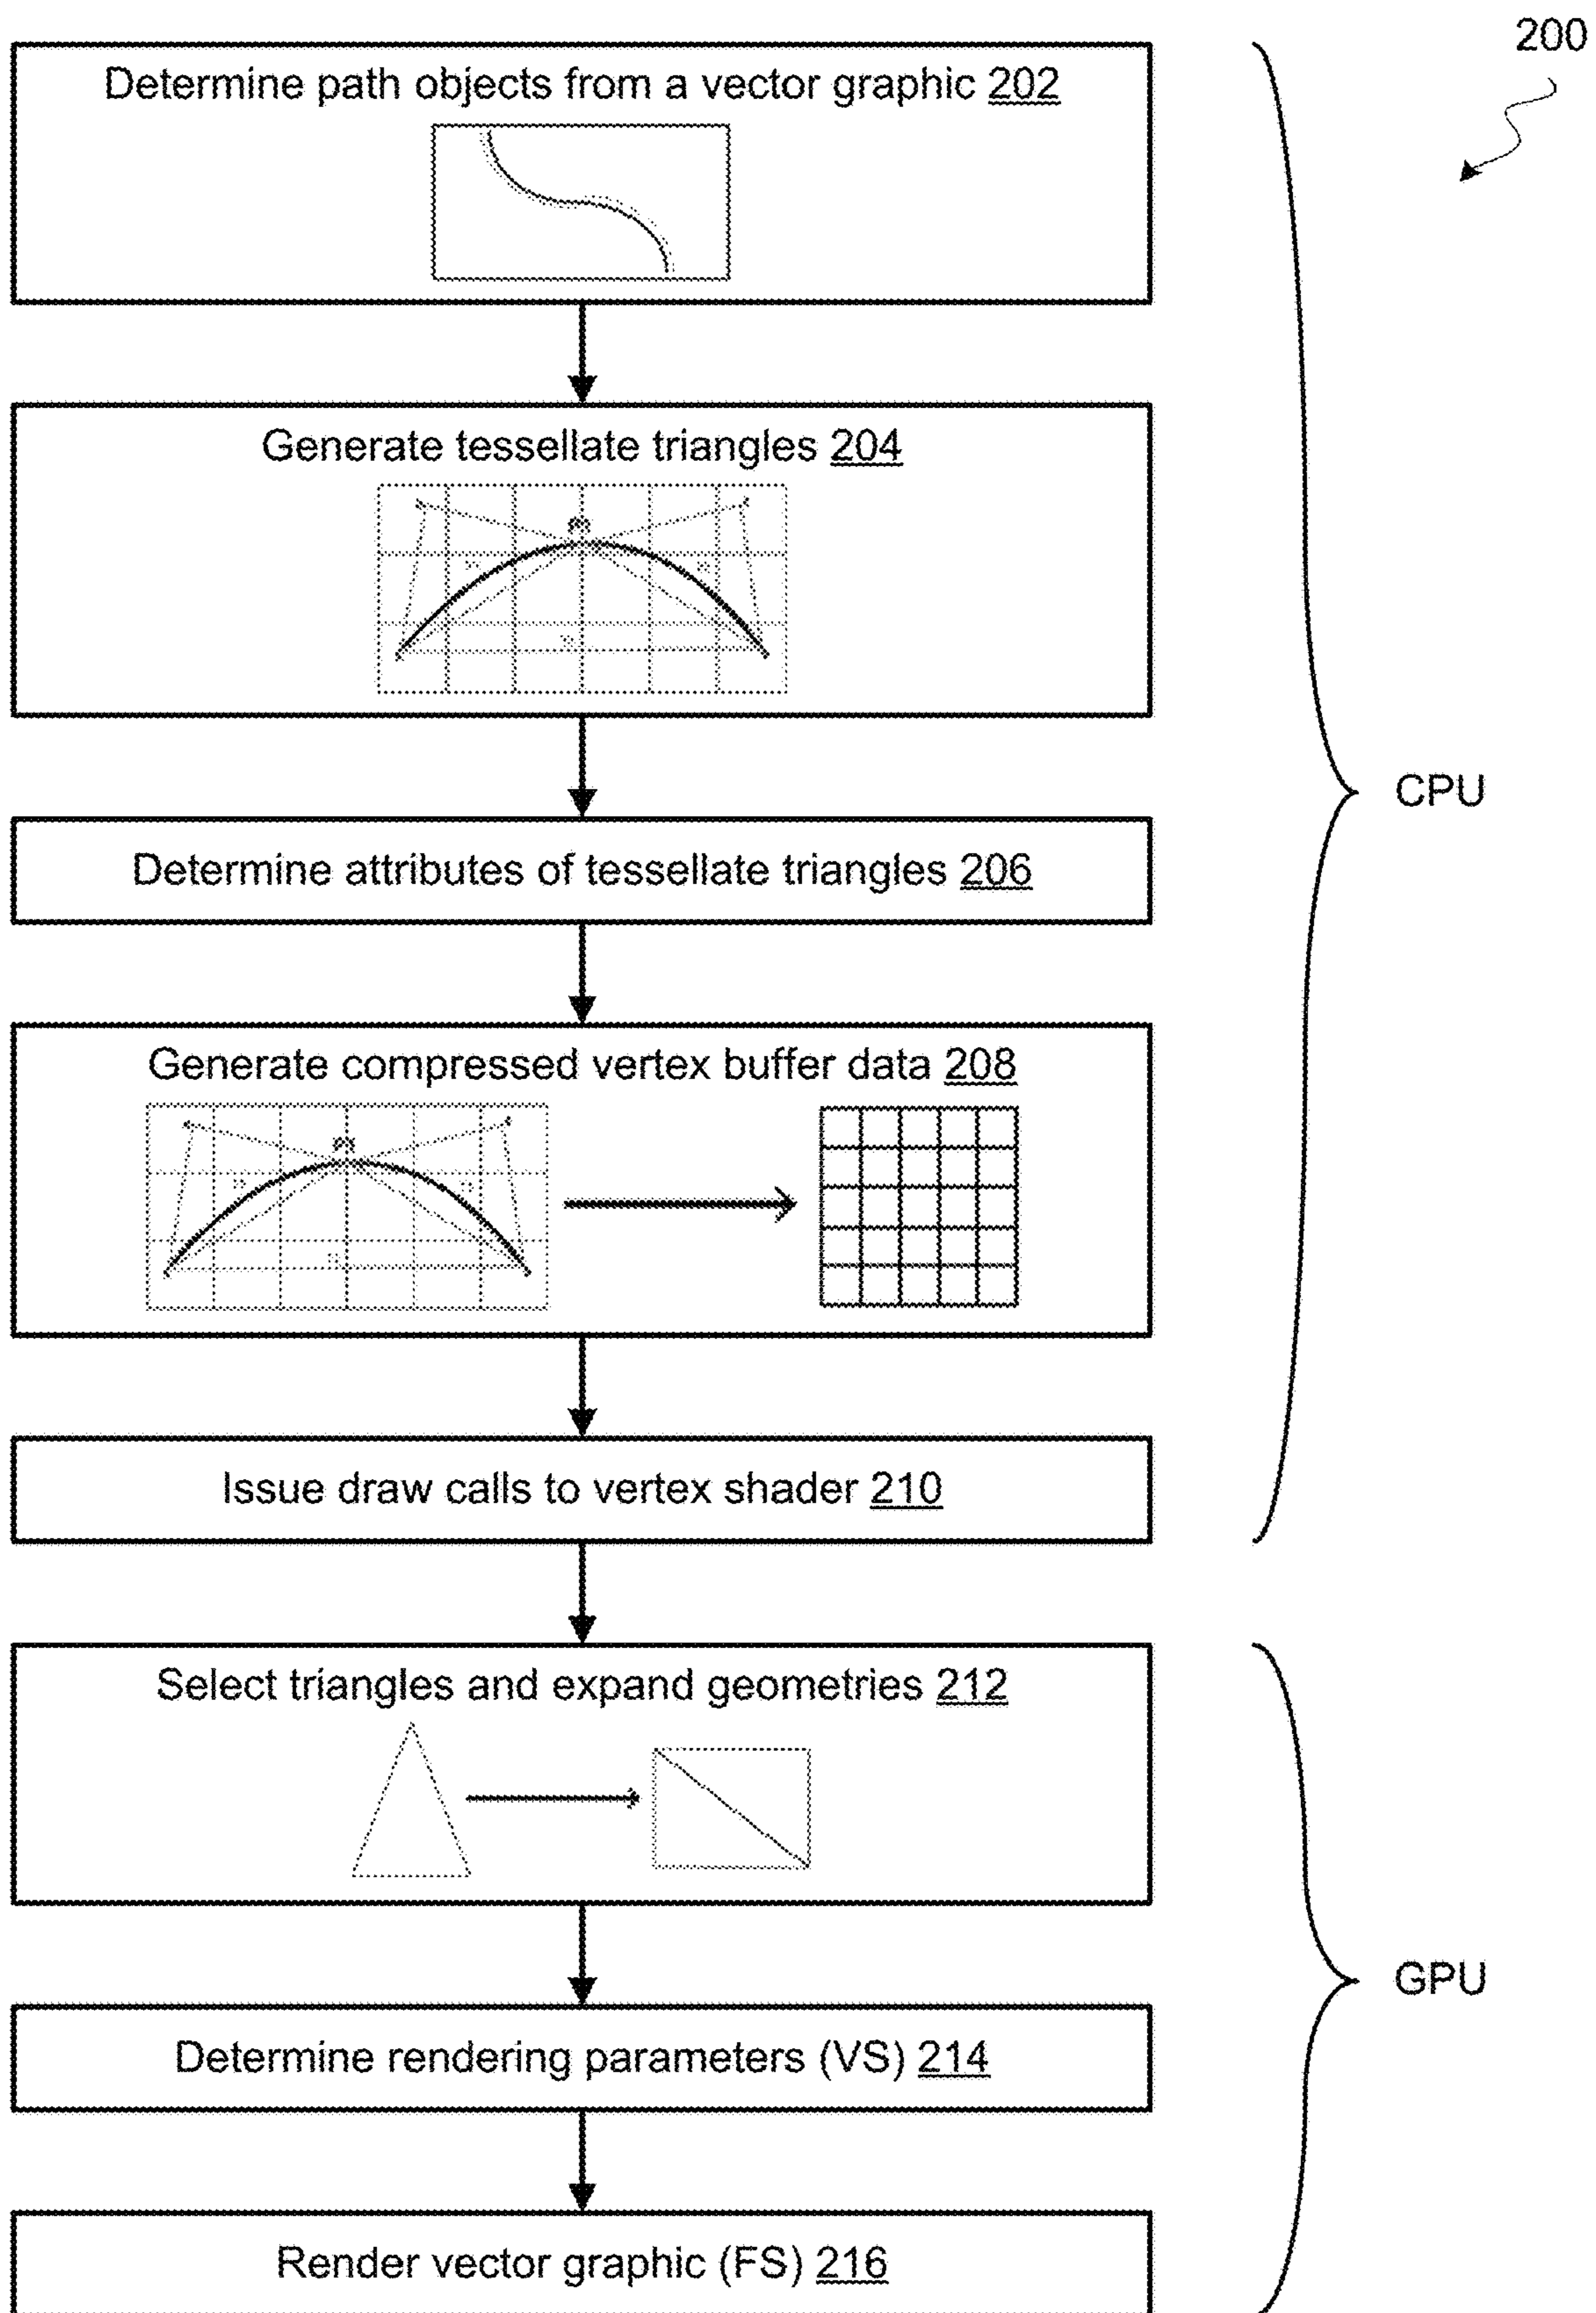 200
Determine path objects from a vector graphic 202
Generate tessellate triangles 204
CPU
Determine attributes of tessellate triangles 206
Generate compressed vertex buffer data 208
Issue draw calls to vertex shader 210
Select triangles and expand geometries 212
GPU
Determine rendering parameters (VS) 214
Render vector graphic (FS) 216